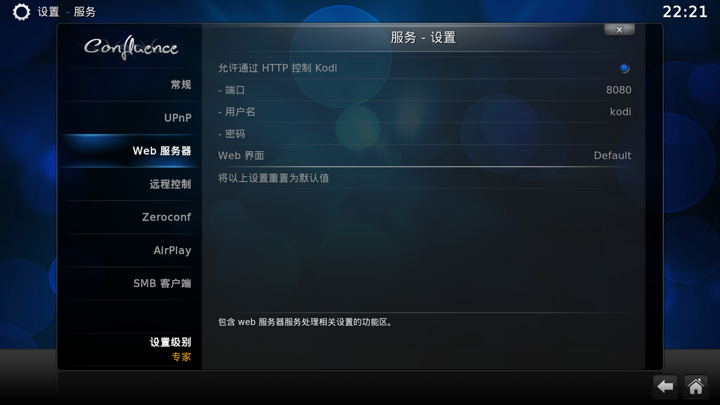 设置 - 服务
22:21
Confluence
服务 - 设置
常规
UPnP
Web 服务器
远程控制
Zeroconf
AirPlay
SMB 客户端
设置级别
专家
允许通过 HTTP 控制 Kodi
- 端口 8080
- 用户名 kodi
- 密码
Web 界面 Default
将以上设置重置为默认值
包含 web 服务器服务处理相关设置的功能区。